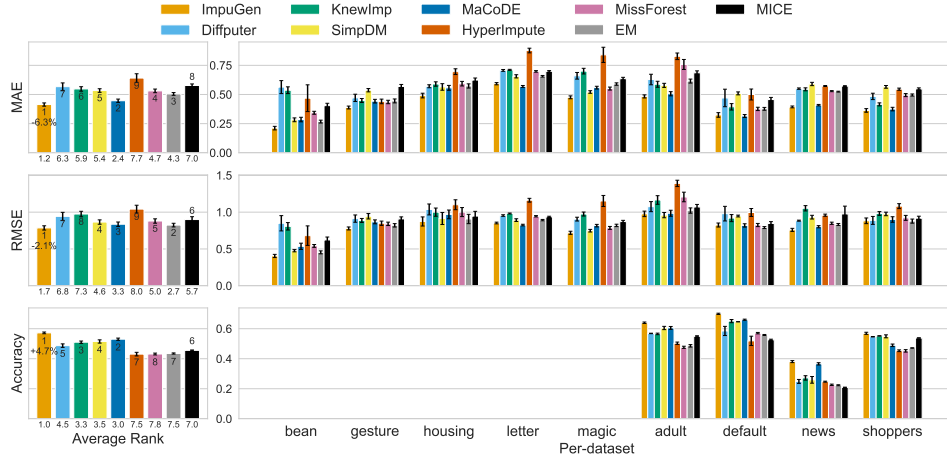 ImpuGen KnewImp MaCoDE MissForest MICE
Diffputer SimpDM HyperImpute EM
MAE
0.75
0.50
0.25
0.00
1 7 6 5 2 9 4 3 8
-6.3%
1.2 6.3 5.9 5.4 2.4 7.7 4.7 4.3 7.0
RMSE
1.5
1.0
0.5
0.0
1 7 8 4 3 9 5 2 6
-2.1%
1.7 6.8 7.3 4.6 3.3 8.0 5.0 2.7 5.7
Accuracy
0.6
0.4
0.2
0.0
1 5 3 4 2 7 8 7 6
+4.7%
1.0 4.5 3.3 3.5 3.0 7.5 7.8 7.5 7.0
Average Rank
bean gesture housing letter magic adult default news shoppers
Per-dataset